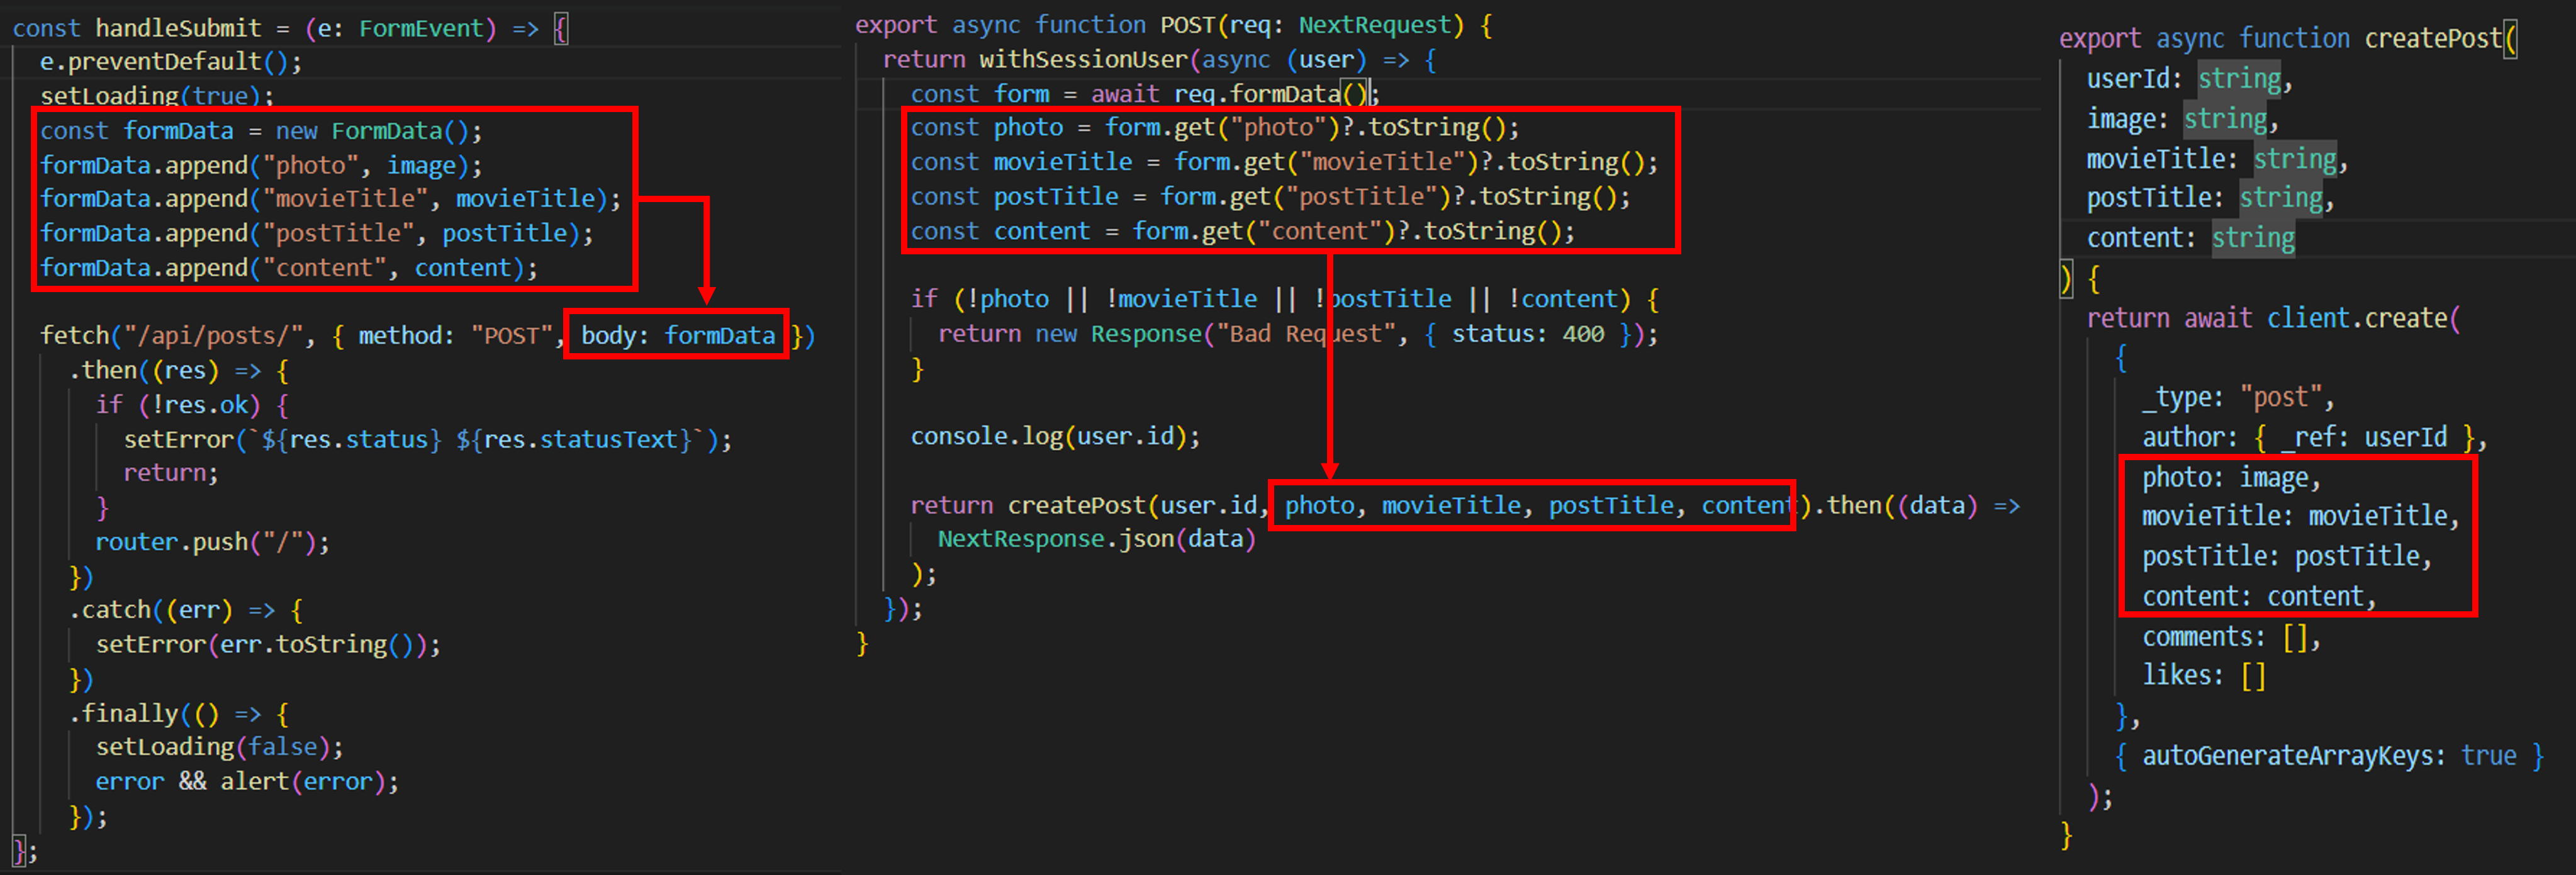 const handleSubmit = (e: FormEvent) => {
  e.preventDefault();
  setLoading(true);
  const formData = new FormData();
  formData.append("photo", image);
  formData.append("movieTitle", movieTitle);
  formData.append("postTitle", postTitle);
  formData.append("content", content);
  fetch("/api/posts/", { method: "POST", body: formData })
    .then((res) => {
      if (!res.ok) {
        setError(`${res.status} ${res.statusText}`);
        return;
      }
      router.push("/");
    })
    .catch((err) => {
      setError(err.toString());
    })
    .finally(() => {
      setLoading(false);
      error && alert(error);
    });
};
export async function POST(req: NextRequest) {
  return withSessionUser(async (user) => {
    const form = await req.formData();
    const photo = form.get("photo")?.toString();
    const movieTitle = form.get("movieTitle")?.toString();
    const postTitle = form.get("postTitle")?.toString();
    const content = form.get("content")?.toString();
    if (!photo || !movieTitle || !postTitle || !content) {
      return new Response("Bad Request", { status: 400 });
    }
    console.log(user.id);
    return createPost(user.id, photo, movieTitle, postTitle, content).then((data) =>
      NextResponse.json(data)
    );
  });
}
export async function createPost(
  userId: string,
  image: string,
  movieTitle: string,
  postTitle: string,
  content: string
) {
  return await client.create(
    {
      _type: "post",
      author: { _ref: userId },
      photo: image,
      movieTitle: movieTitle,
      postTitle: postTitle,
      content: content,
      comments: [],
      likes: []
    },
    { autoGenerateArrayKeys: true }
  );
}